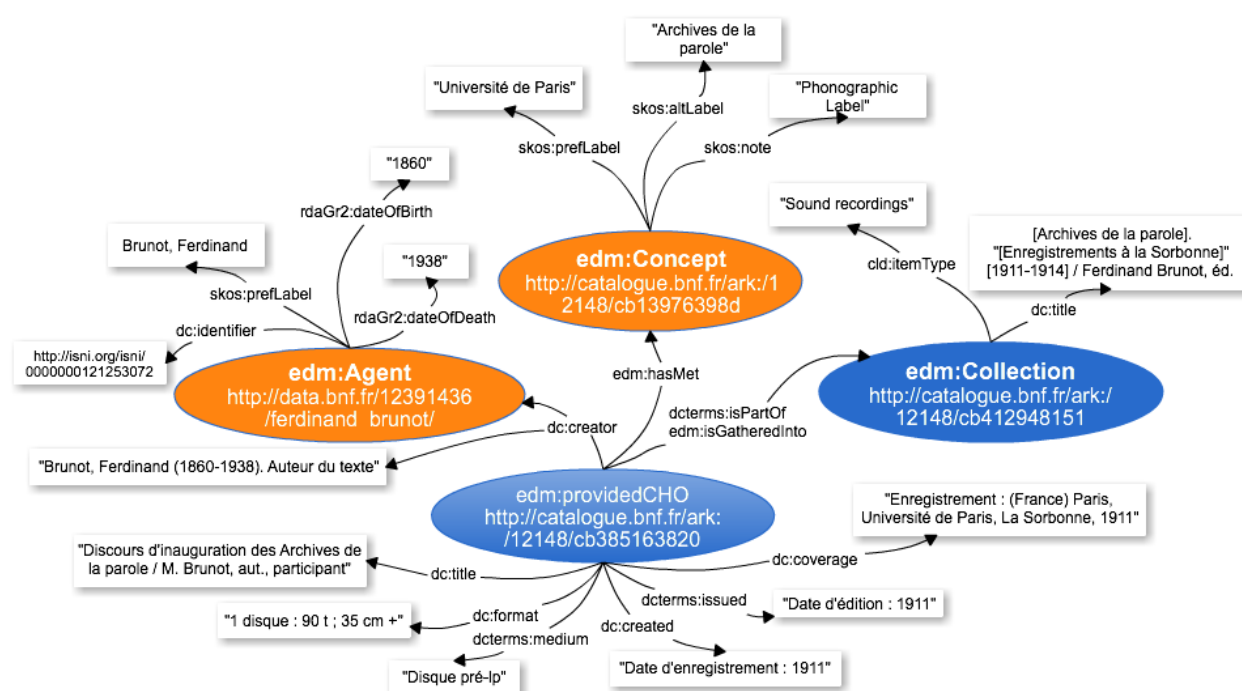 "Archives de la
parole"
"Université de Paris"
"Phonographic
Label"
skos:altLabel
skos:prefLabel
skos:note
"1860"
rdaGr2:dateOfBirth
"Sound recordings"
Brunot, Ferdinand
"1938"
[Archives de la parole].
"[Enregistrements à la Sorbonne]"
[1911-1914] / Ferdinand Brunot, éd.
cld:itemType
skos:prefLabel
rdaGr2:dateOfDeath
dc:title
dc:identifier
http://isni.org/isni/
0000000121253072
edm:Concept
http://catalogue.bnf.fr/ark:/1
2148/cb13976398d
edm:Agent
http://data.bnf.fr/12391436
/ferdinand_brunot/
edm:hasMet
edm:Collection
http://catalogue.bnf.fr/ark:/
12148/cb412948151
dc:creator
dcterms:isPartOf
edm:isGatheredInto
"Brunot, Ferdinand (1860-1938). Auteur du texte"
edm:providedCHO
http://catalogue.bnf.fr/ark:
/12148/cb385163820
"Enregistrement : (France) Paris,
Université de Paris, La Sorbonne, 1911"
"Discours d'inauguration des Archives de
la parole / M. Brunot, aut., participant"
dc:title
dc:coverage
"1 disque : 90 t ; 35 cm +"
dc:format
dcterms:issued
"Date d'édition : 1911"
dcterms:medium
dc:created
"Disque pré-lp"
"Date d'enregistrement : 1911"